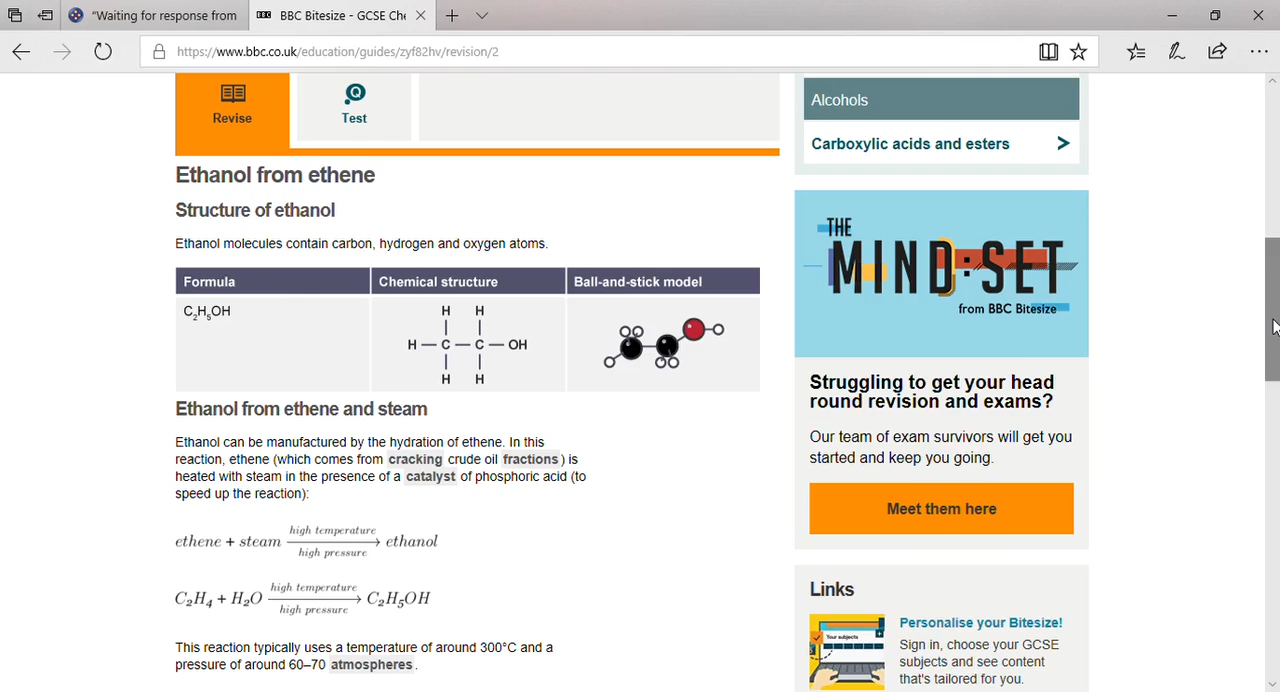 "Waiting for response from
BBC Bitesize - GCSE Che
https://www.bbc.co.uk/education/guides/zyf82hv/revision/2
Revise
Test
Ethanol from ethene
Structure of ethanol
Ethanol molecules contain carbon, hydrogen and oxygen atoms.
Formula Chemical structure Ball-and-stick model
C₂H₅OH
H H
H — C — C — OH
H H
Ethanol from ethene and steam
Ethanol can be manufactured by the hydration of ethene. In this
reaction, ethene (which comes from cracking crude oil fractions ) is
heated with steam in the presence of a catalyst of phosphoric acid (to
speed up the reaction):
high temperature
ethene + steam → ethanol
high pressure
high temperature
C₂H₄ + H₂O → C₂H₅OH
high pressure
This reaction typically uses a temperature of around 300°C and a
pressure of around 60–70 atmospheres .
Alcohols
Carboxylic acids and esters >
THE
MIND:SET
from BBC Bitesize
Struggling to get your head
round revision and exams?
Our team of exam survivors will get you
started and keep you going.
Meet them here
Links
Your subjects
Personalise your Bitesize!
Sign in, choose your GCSE
subjects and see content
that's tailored for you.